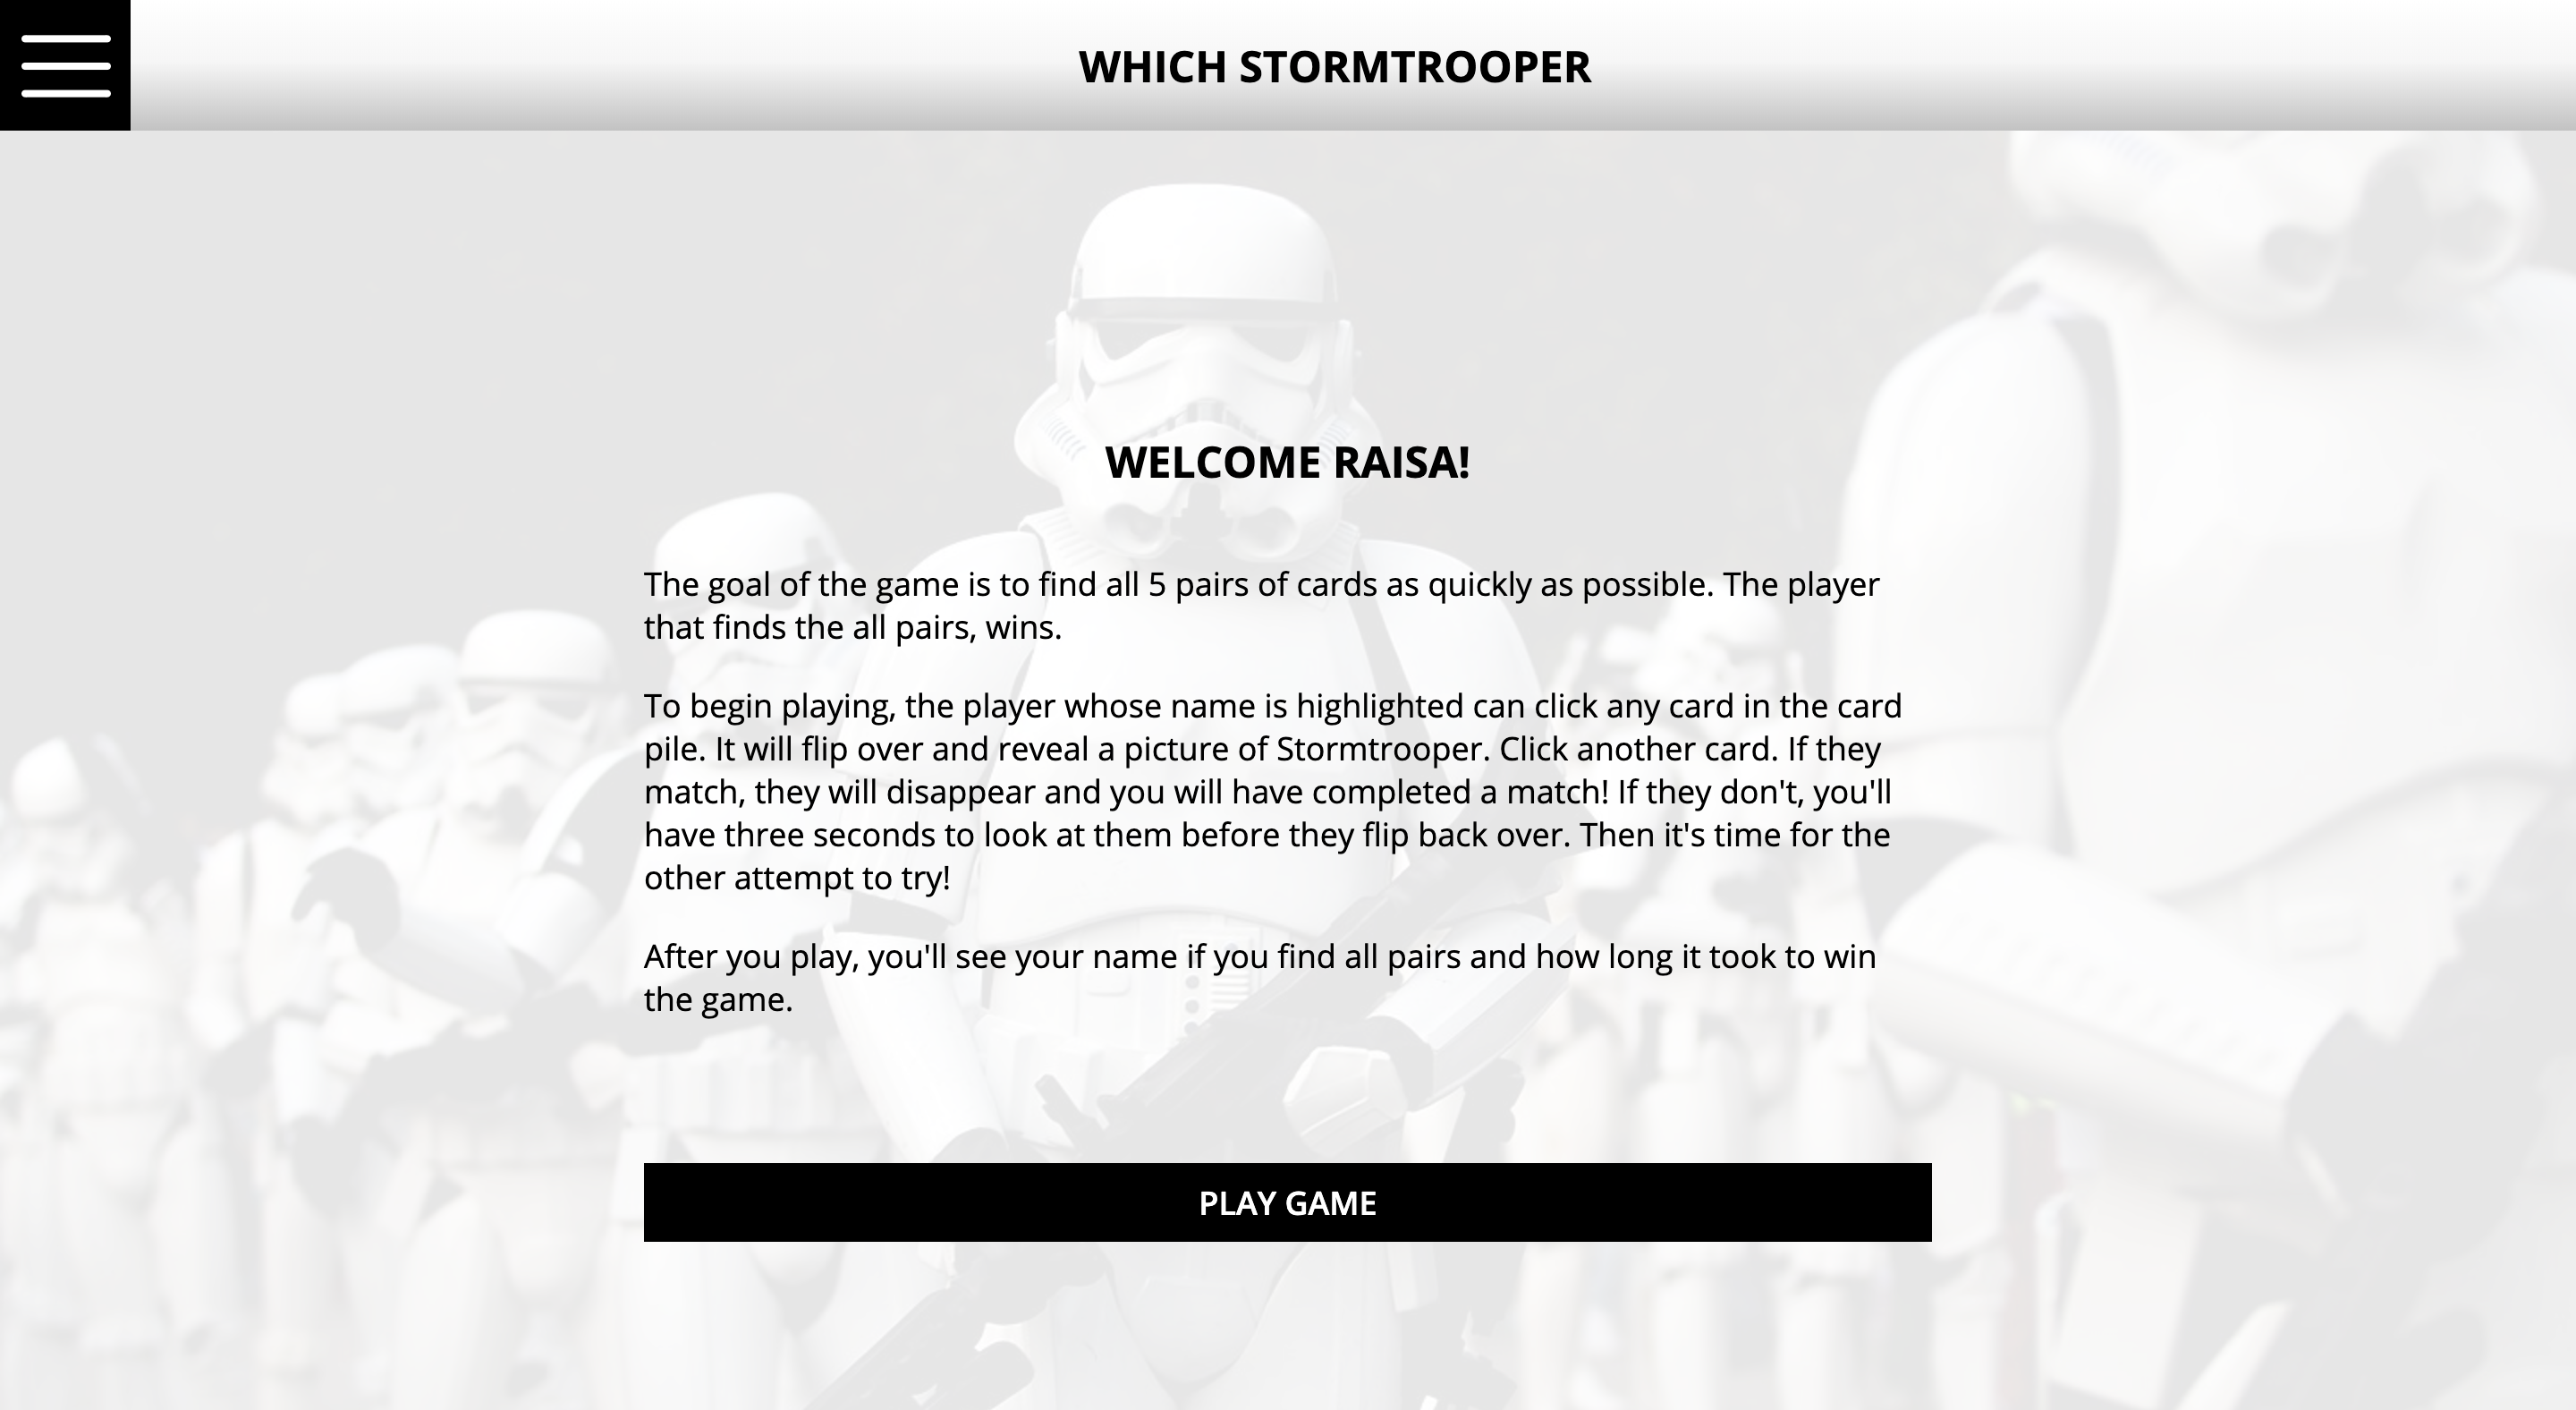 WHICH STORMTROOPER
WELCOME RAISA!
The goal of the game is to find all 5 pairs of cards as quickly as possible. The player
that finds the all pairs, wins.
To begin playing, the player whose name is highlighted can click any card in the card
pile. It will flip over and reveal a picture of Stormtrooper. Click another card. If they
match, they will disappear and you will have completed a match! If they don't, you'll
have three seconds to look at them before they flip back over. Then it's time for the
other attempt to try!
After you play, you'll see your name if you find all pairs and how long it took to win
the game.
PLAY GAME